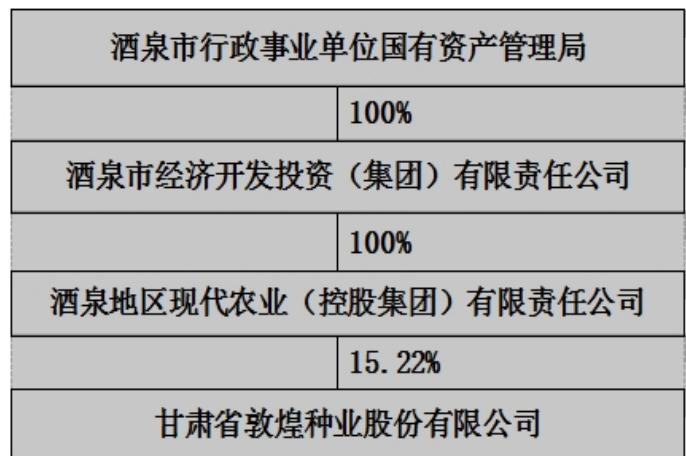 酒泉市行政事业单位国有资产管理局
100%
酒泉市经济开发投资（集团）有限责任公司
100%
酒泉地区现代农业（控股集团）有限责任公司
15.22%
甘肃省敦煌种业股份有限公司